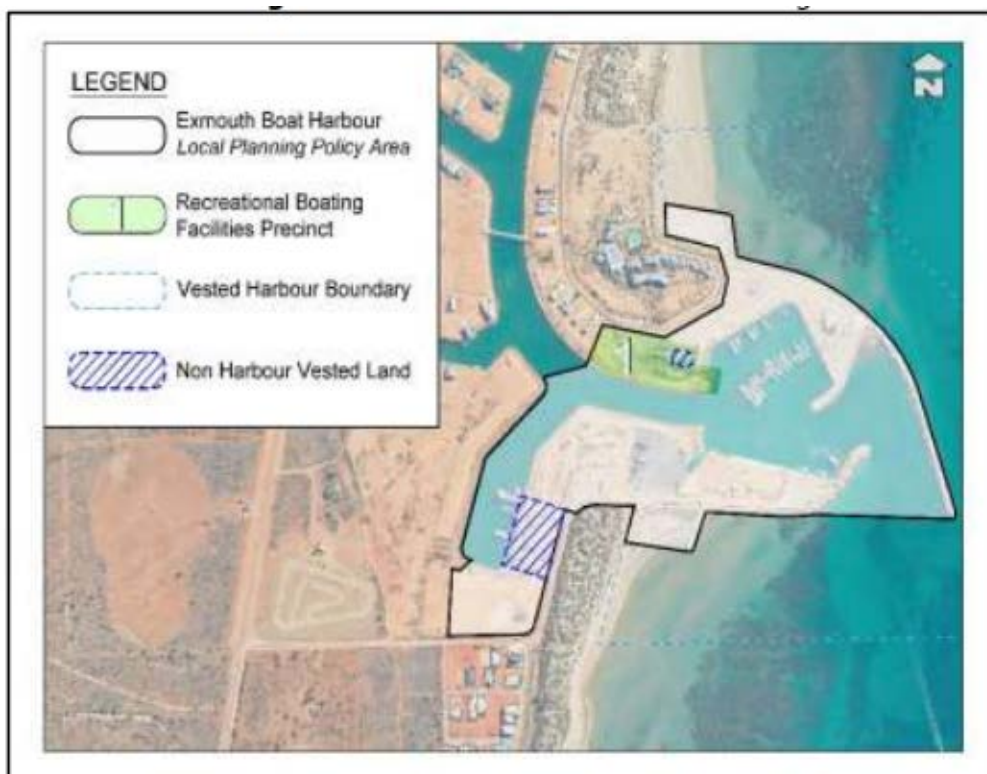 LEGEND
Exmouth Boat Harbour
Local Planning Policy Area
Recreational Boating
Facilities Precinct
Vested Harbour Boundary
Non Harbour Vested Land
N